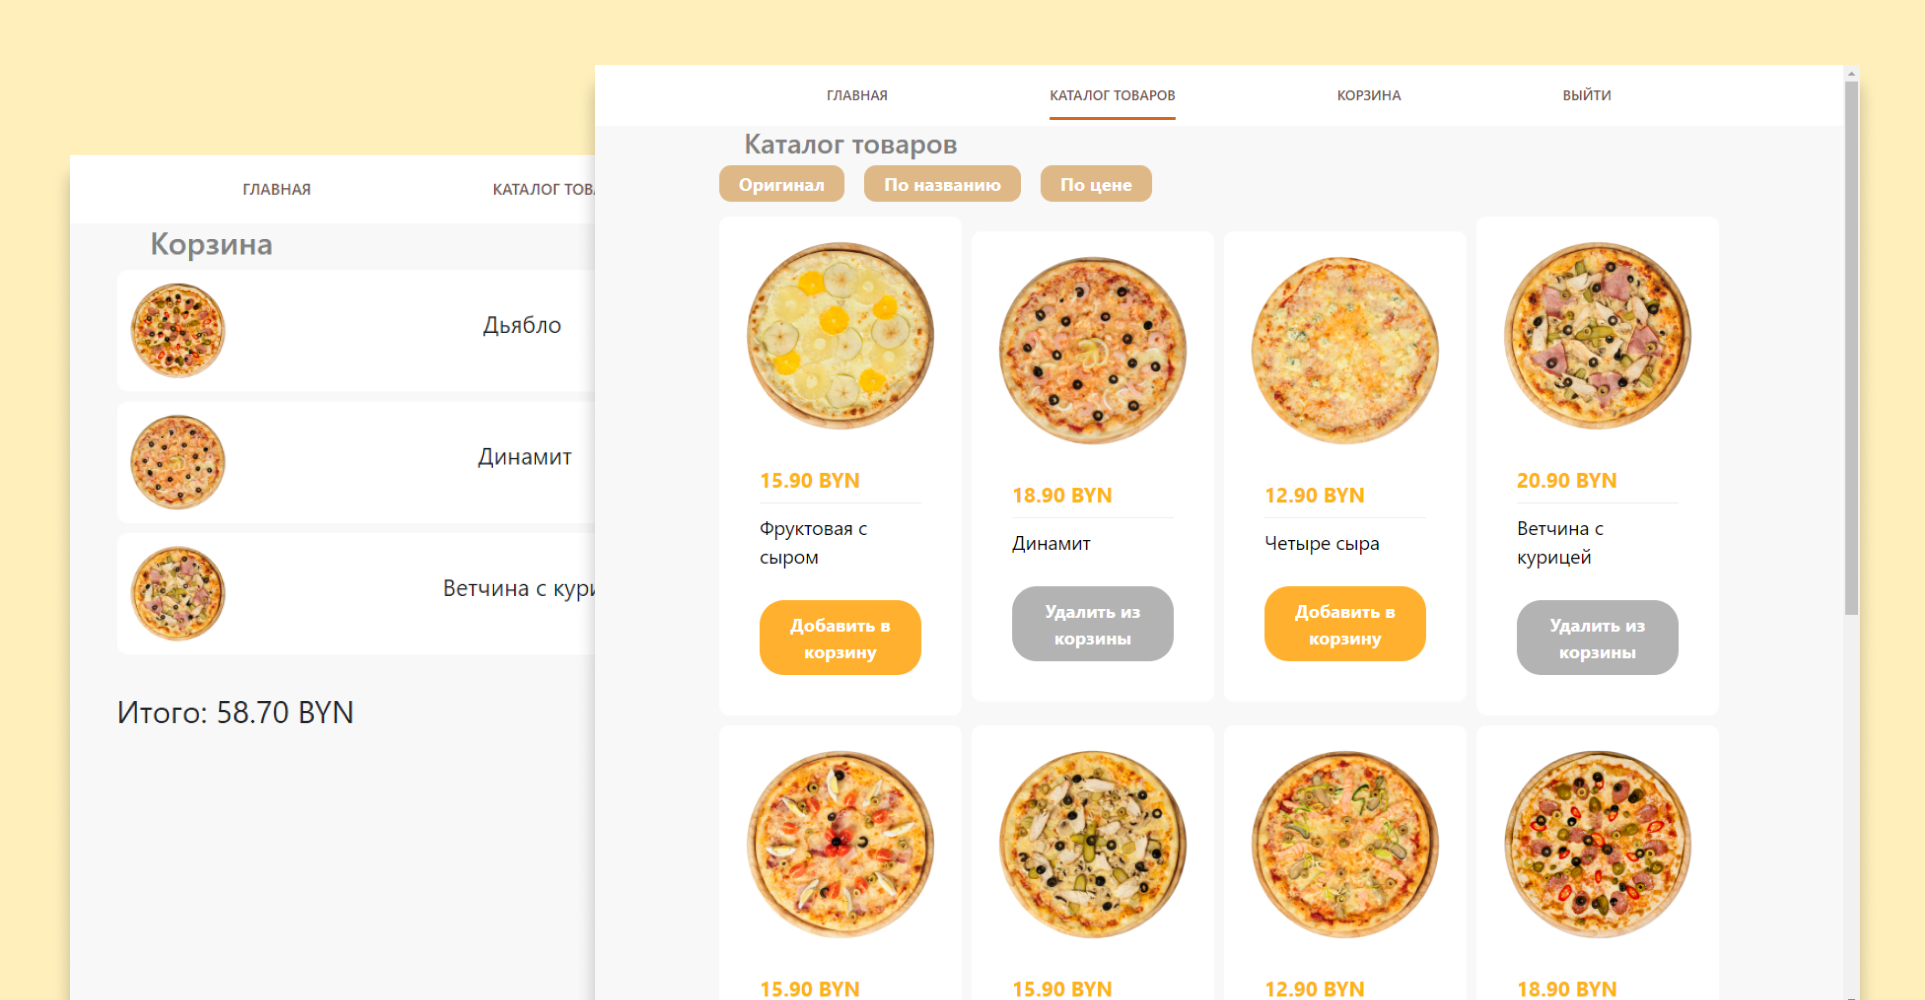 ГЛАВНАЯ
КАТАЛОГ ТОВ
Корзина
Дьябло
Динамит
Ветчина с кури
Итого: 58.70 BYN
ГЛАВНАЯ
КАТАЛОГ ТОВАРОВ
КОРЗИНА
ВЫЙТИ
Каталог товаров
Оригинал
По названию
По цене
15.90 BYN
Фруктовая с
сыром
Добавить в
корзину
18.90 BYN
Динамит
Удалить из
корзины
12.90 BYN
Четыре сыра
Добавить в
корзину
20.90 BYN
Ветчина с
курицей
Удалить из
корзины
15.90 BYN
15.90 BYN
12.90 BYN
18.90 BYN